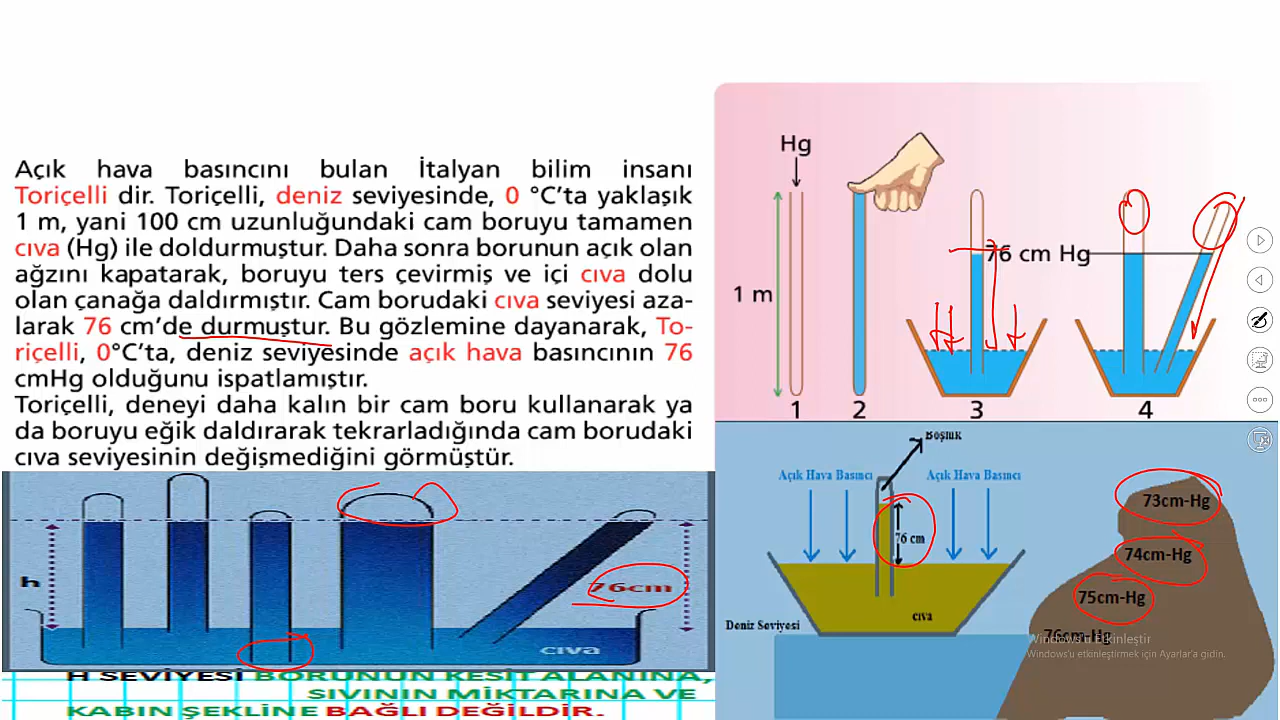 Açık hava basıncını bulan İtalyan bilim insanı
Toriçelli dir. Toriçelli, deniz seviyesinde, 0 °C'ta yaklaşık
1 m, yani 100 cm uzunluğundaki cam boruyu tamamen
cıva (Hg) ile doldurmuştur. Daha sonra borunun açık olan
ağzını kapatarak, boruyu ters çevirmiş ve içi cıva dolu
olan çanağa daldırmıştır. Cam borudaki cıva seviyesi aza-
larak 76 cm'de durmuştur. Bu gözlemine dayanarak, To-
riçelli, 0°C'ta, deniz seviyesinde açık hava basıncının 76
cmHg olduğunu ispatlamıştır.
Toriçelli, deneyi daha kalın bir cam boru kullanarak ya
da boruyu eğik daldırarak tekrarladığında cam borudaki
cıva seviyesinin değişmediğini görmüştür.
h
76cm
cıva
H SEVİYESİ BORUNUN KESİT ALANINA,
SIVININ MİKTARINA VE
KABIN ŞEKLİNE BAĞLI DEĞİLDİR.
Hg
76 cm Hg
1 m
1 2 3 4
Boşluk
Açık Hava Basıncı Açık Hava Basıncı
76 cm
cıva
Deniz Seviyesi
73cm-Hg
74cm-Hg
75cm-Hg
76cm-Hg
Windows'u Etkinleştir
Windows'u etkinleştirmek için Ayarlar'a gidin.